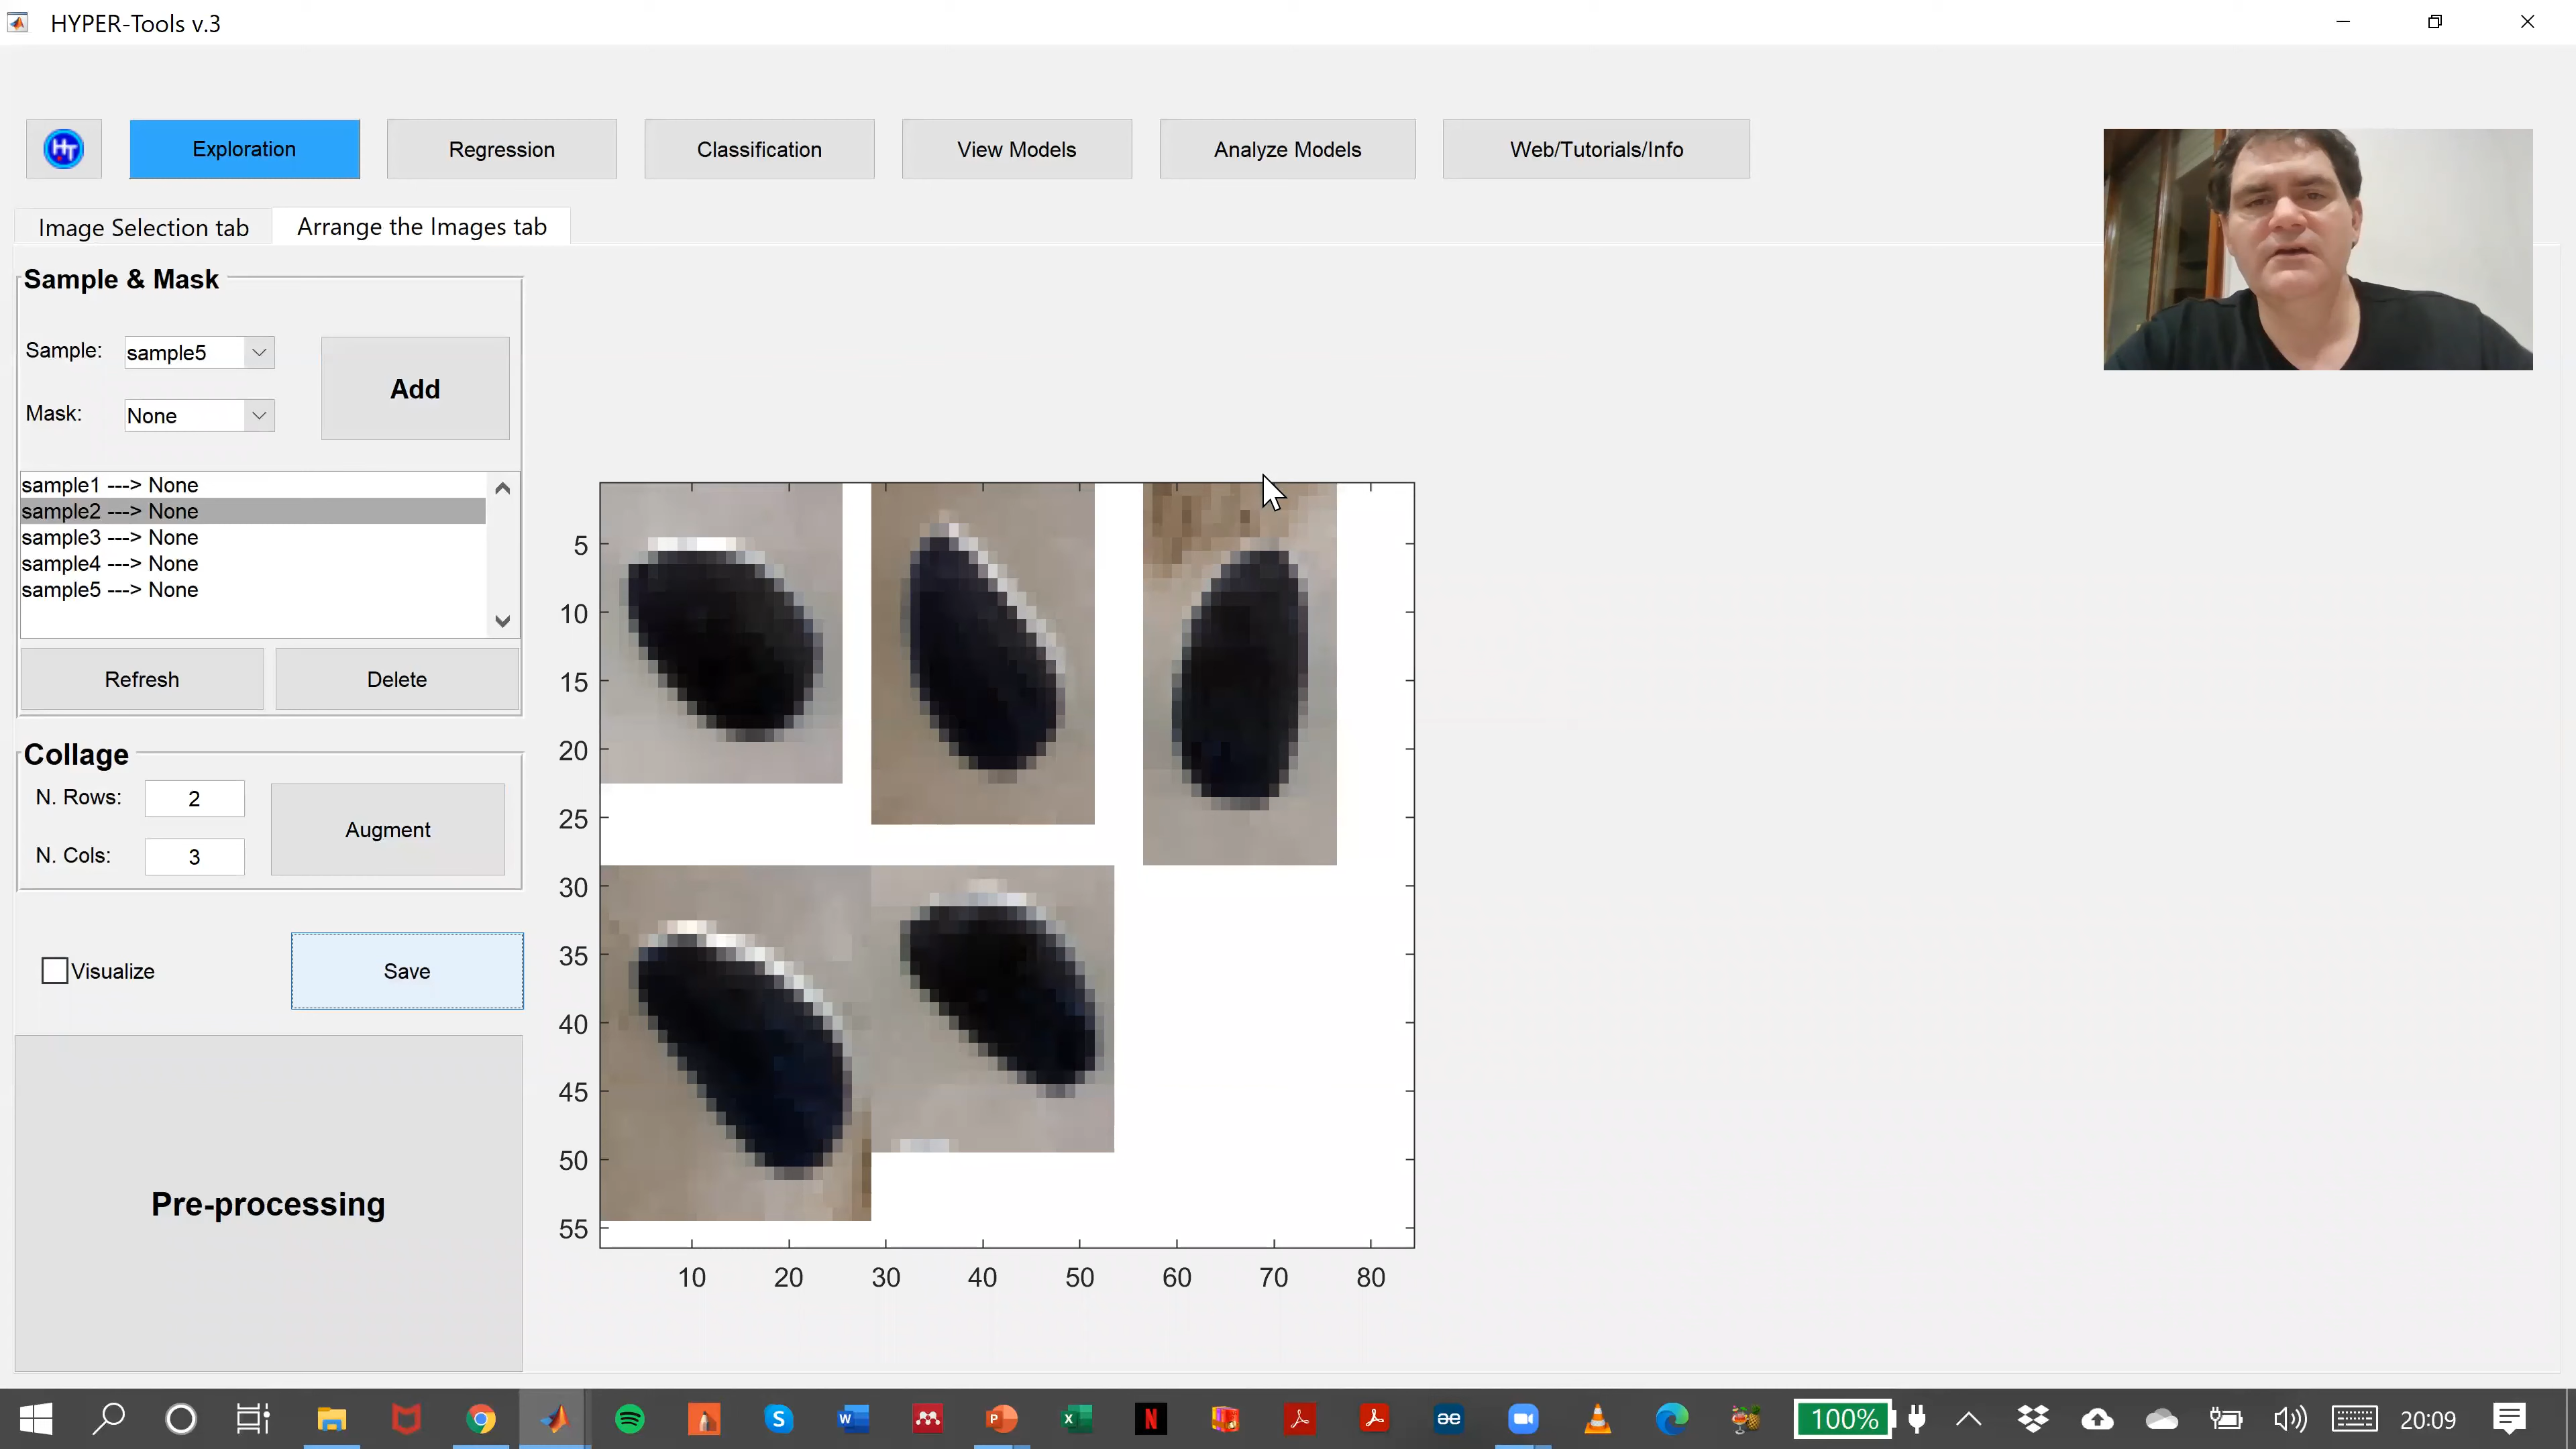 HYPER-Tools v.3
HT
Exploration
Regression
Classification
View Models
Analyze Models
Web/Tutorials/Info
Image Selection tab
Arrange the Images tab
Sample & Mask
Sample:
sample5
Add
Mask:
None
sample1 ---> None
sample2 ---> None
sample3 ---> None
sample4 ---> None
sample5 ---> None
Refresh
Delete
Collage
N. Rows:
2
Augment
N. Cols:
3
Visualize
Save
Pre-processing
5
10
15
20
25
30
35
40
45
50
55
10 20 30 40 50 60 70 80
100%
20:09